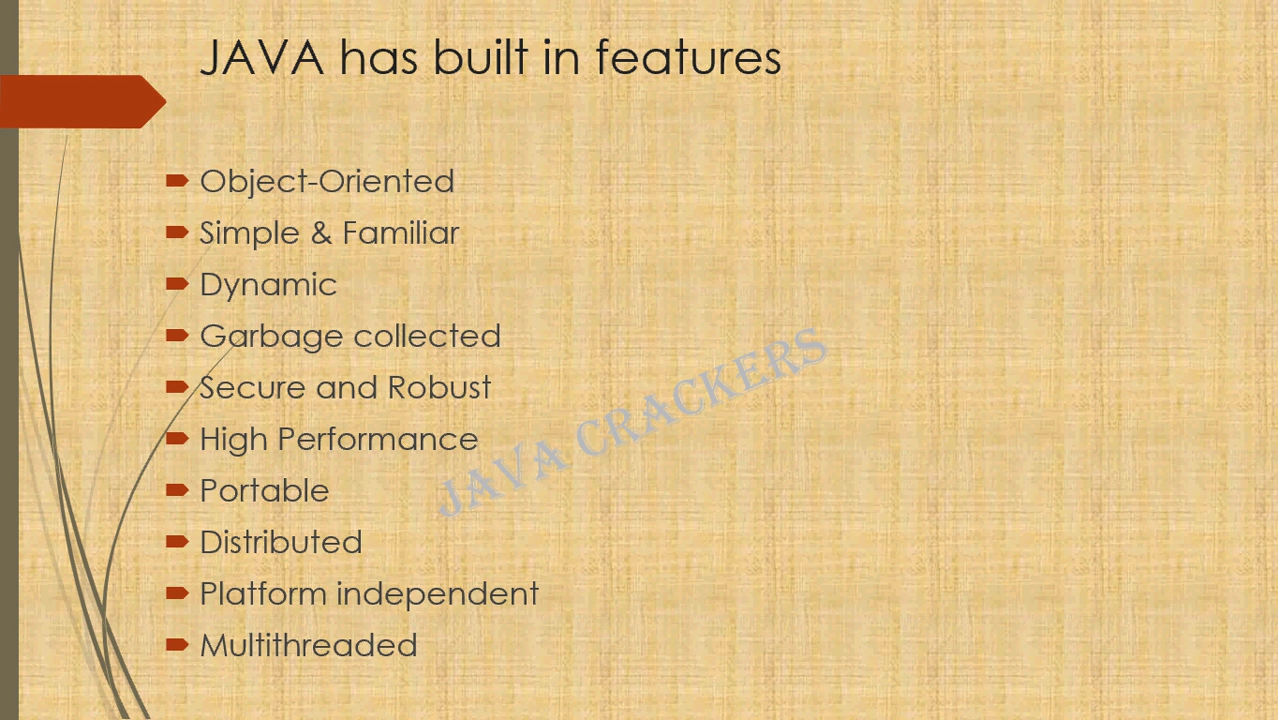 JAVA has built in features
Object-Oriented
Simple & Familiar
Dynamic
Garbage collected
Secure and Robust
High Performance
Portable
Distributed
Platform independent
Multithreaded
JAVA CRACKERS